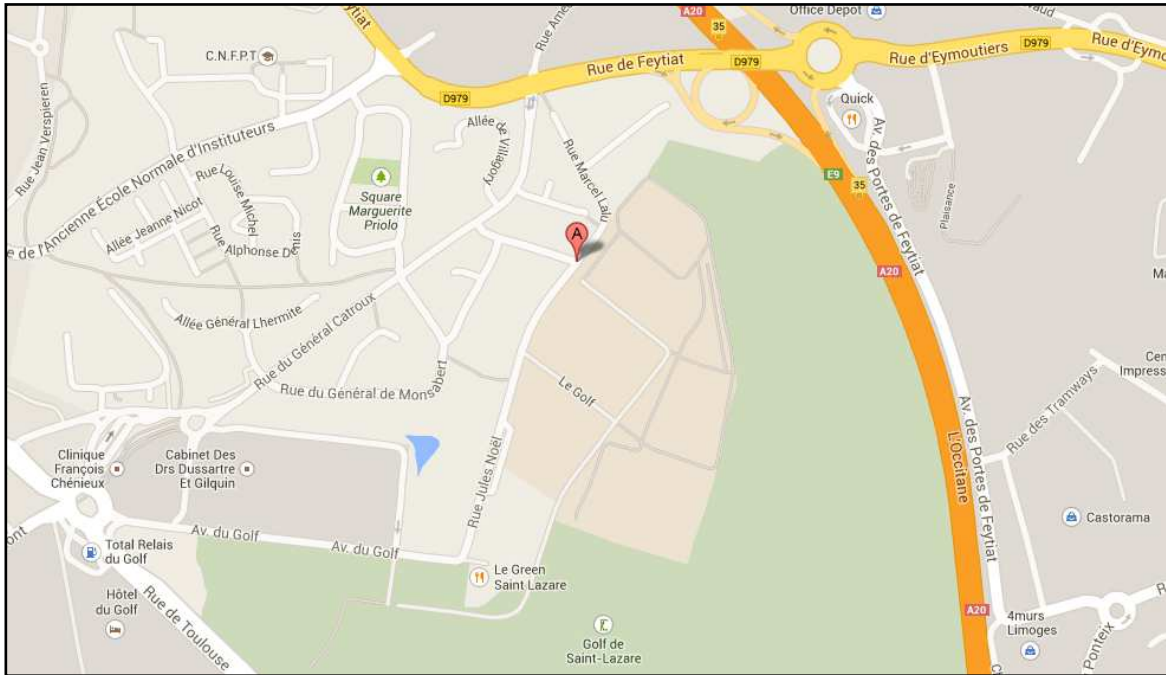 A20
Office Depot
35
Rue d'Eymoutiers
D979
Rue d'Eym
Rue Ame
C.N.F.P.T
Rue de Feytiat
D979
D979
Quick
Rue Jean Verspieren
Allée de Villagory
Rue Marcel Lalu
Av. des Portes de Feytiat
e de l'Ancienne École Normale d'Instituteurs
Rue Louise Michel
Square
Marguerite
Priolo
E9
35
Plaisance
Allée Jeanne Nicot
Rue Alphonse Denis
A
A20
Ma
Allée Général Lhermite
Rue du Général Catroux
Rue du Général de Monsabert
Le Golf
Cen
Impress
Rue des Tramways
Av. des Portes de Feytiat
L'Occitane
Clinique
François
Chénieux
Cabinet Des
Drs Dussartre
Et Gilquin
Rue Jules Noël
Castorama
ont
Av. du Golf
Av. du Golf
Total Relais
du Golf
Le Green
Saint Lazare
Hôtel
du Golf
Rue de Toulouse
Golf de
Saint-Lazare
A20
4murs
Limoges
R
Ponteix